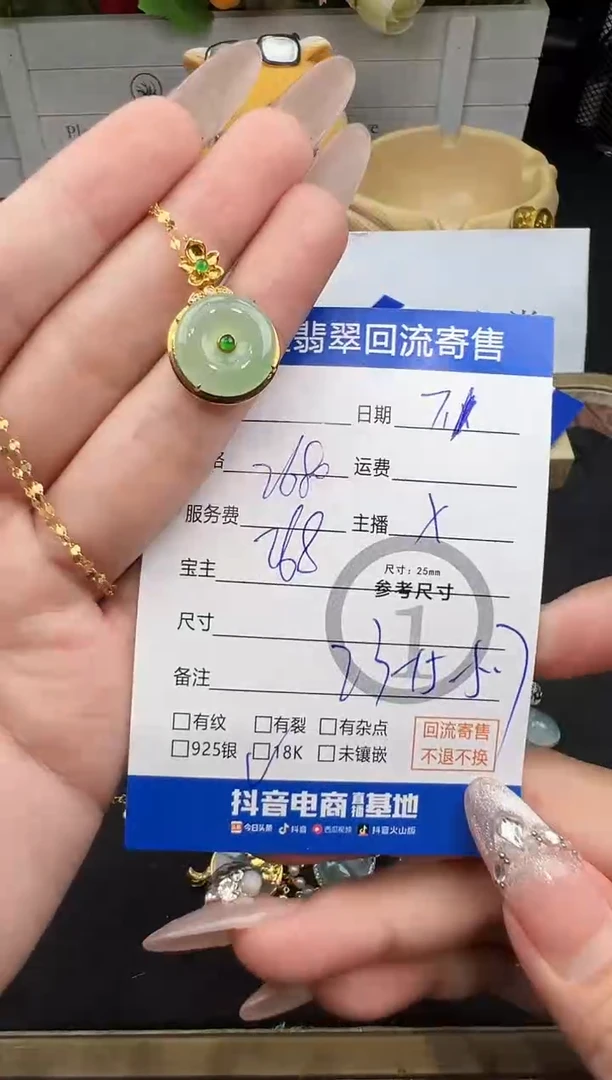 翡翠回流寄售
日期
2680 运费
服务费 268 主播 X
宝主
尺寸:25mm
参考尺寸
1
尺寸
备注
□有纹 □有裂 □有杂点
□925银 □18K □未镶嵌
回流寄售
不退不换
抖音电商直播基地
今日头条 抖音 西瓜视频 抖音火山版